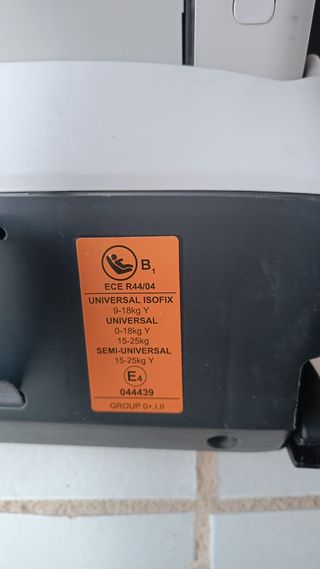 B1
ECE R44/04
UNIVERSAL ISOFIX
9-18kg Y
UNIVERSAL
0-18kg Y
15-25kg
SEMI-UNIVERSAL
15-25kg Y
E4
044439
GROUP 0+,I,II